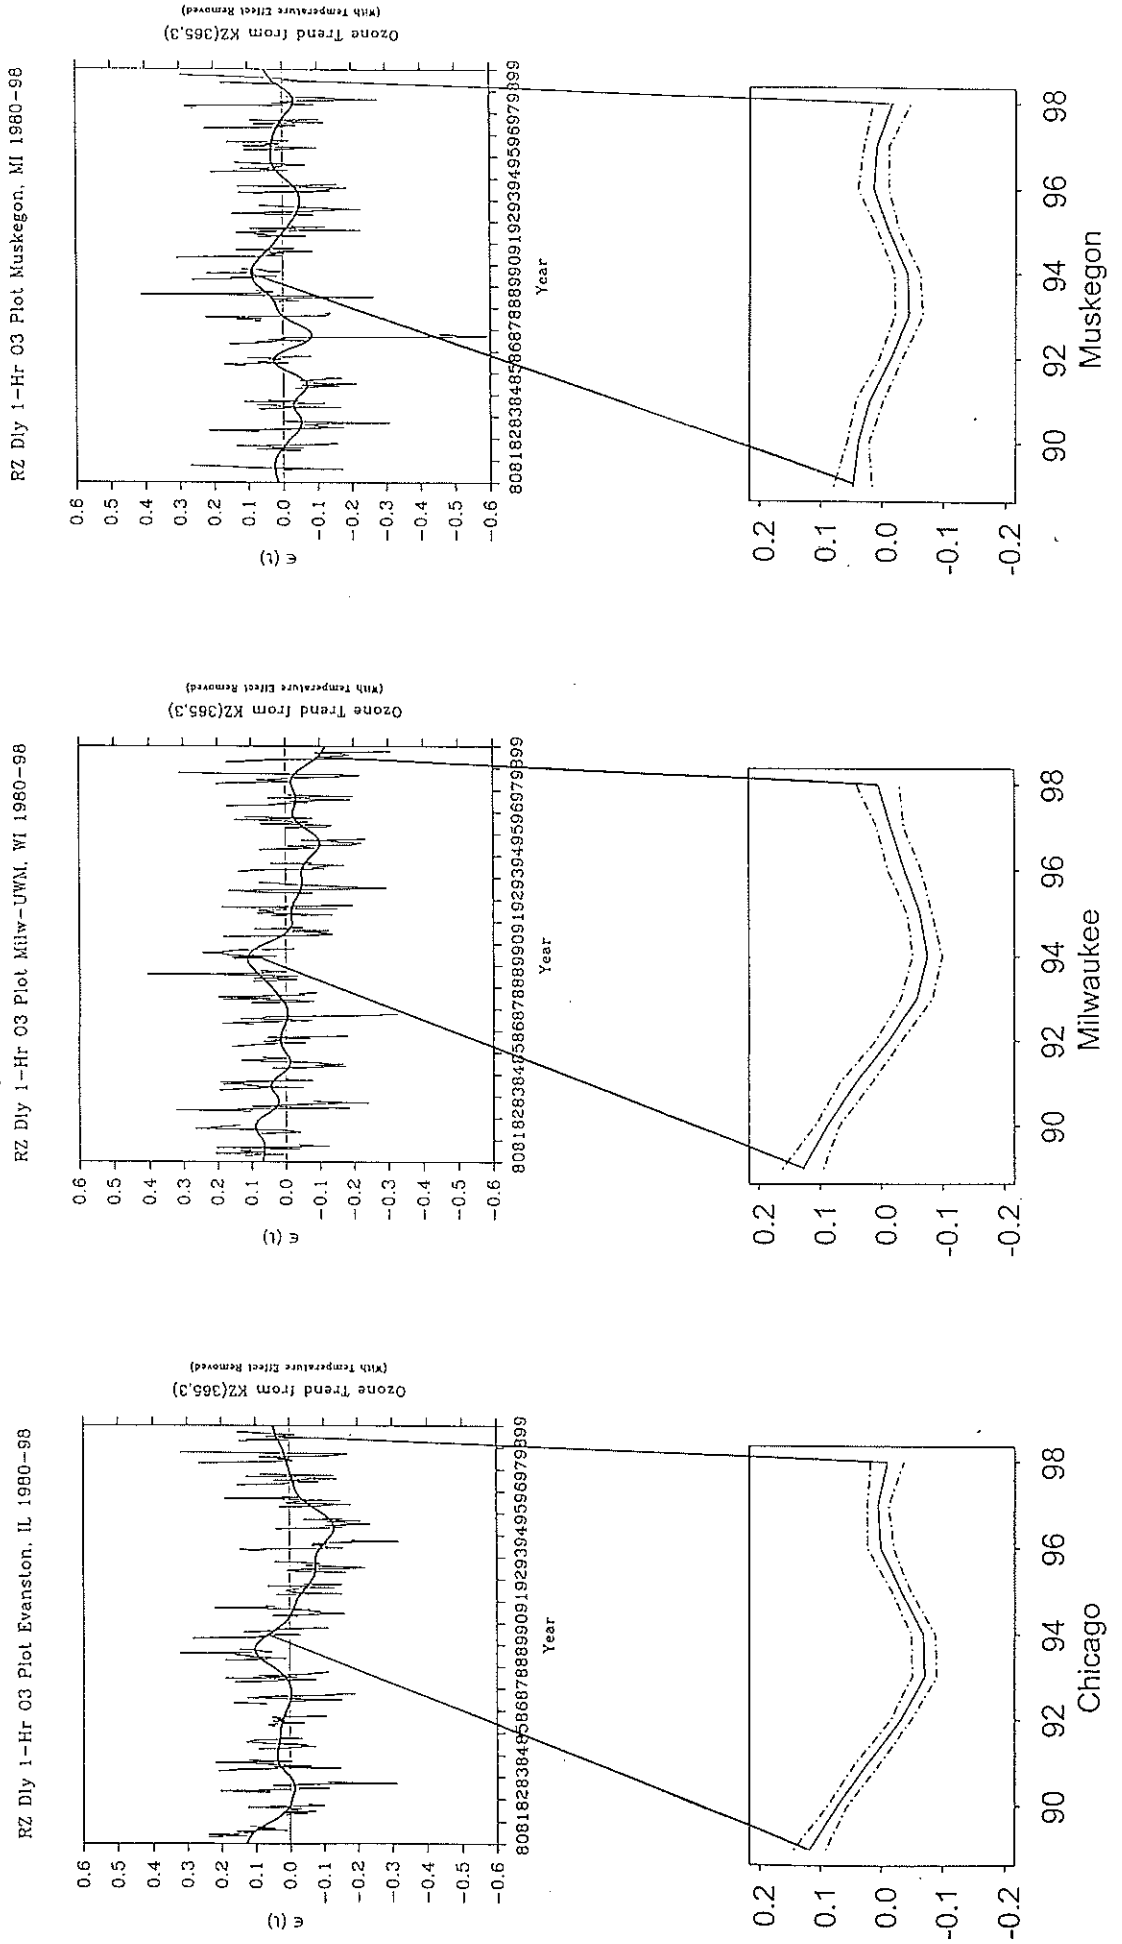 RZ Dly 1-Hr O3 Plot Evanston, IL 1980-98
0.6
0.5
0.4
0.3
0.2
0.1
0.0
-0.1
-0.2
-0.3
-0.4
-0.5
-0.6
ϵ (t)
8081828384858687888990919293949596979899
Year
Ozone Trend from KZ(365,3)
(With Temperature Effect Removed)
0.2
0.1
0.0
-0.1
-0.2
90 92 94 96 98
Chicago
RZ Dly 1-Hr O3 Plot Milw-UWM, WI 1980-98
0.6
0.5
0.4
0.3
0.2
0.1
0.0
-0.1
-0.2
-0.3
-0.4
-0.5
-0.6
ϵ (t)
8081828384858687888990919293949596979899
Year
Ozone Trend from KZ(365,3)
(With Temperature Effect Removed)
0.2
0.1
0.0
-0.1
-0.2
90 92 94 96 98
Milwaukee
RZ Dly 1-Hr O3 Plot Muskegon, MI 1980-98
0.6
0.5
0.4
0.3
0.2
0.1
0.0
-0.1
-0.2
-0.3
-0.4
-0.5
-0.6
ϵ (t)
8081828384858687888990919293949596979899
Year
Ozone Trend from KZ(365,3)
(With Temperature Effect Removed)
0.2
0.1
0.0
-0.1
-0.2
90 92 94 96 98
Muskegon